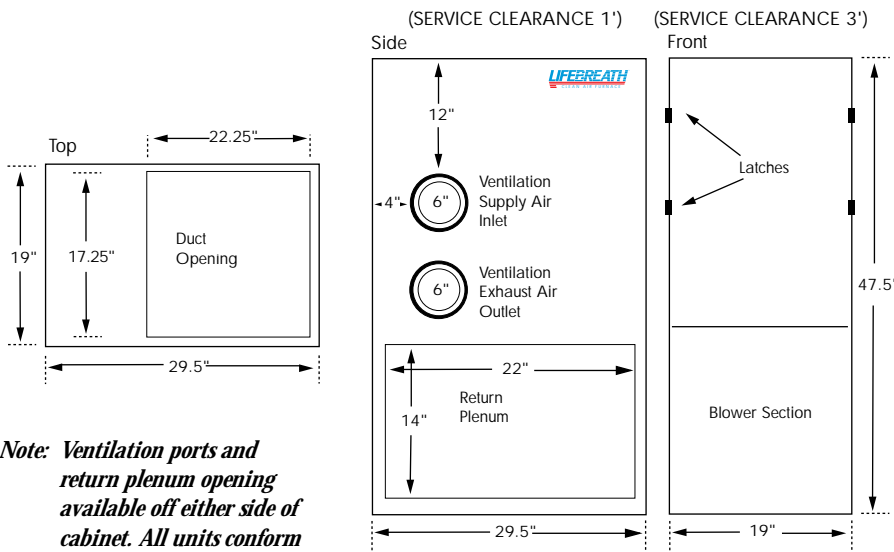 (SERVICE CLEARANCE 1')
(SERVICE CLEARANCE 3')
Side
Front
LIFEBREATH
CLEAN AIR FURNACE
12"
Top
22.25"
Latches
4"
6"
Ventilation
Supply Air
Inlet
19"
17.25"
Duct
Opening
6"
Ventilation
Exhaust Air
Outlet
47.5"
29.5"
22"
14"
Return
Plenum
Blower Section
Note: Ventilation ports and
return plenum opening
available off either side of
cabinet. All units conform
29.5"
19"